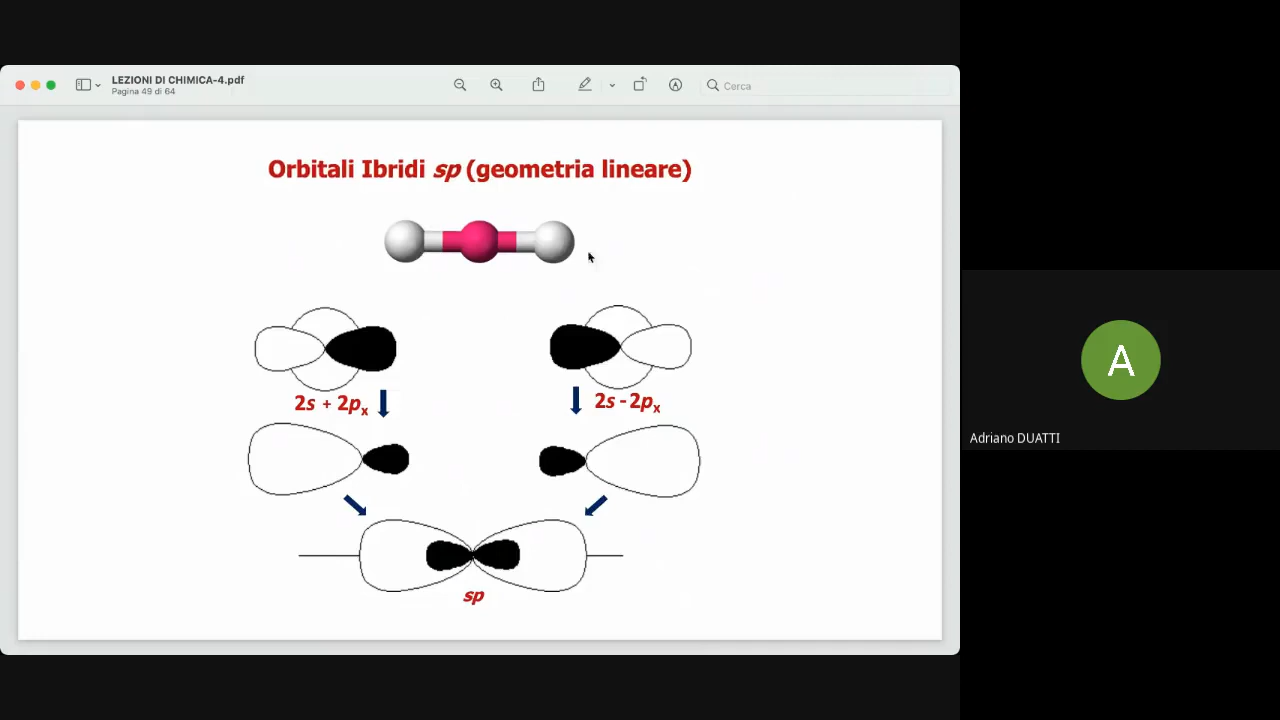 LEZIONI DI CHIMICA-4.pdf
Pagina 49 di 64
Cerca
Orbitali Ibridi sp (geometria lineare)
2s + 2px
2s - 2px
sp
A
Adriano DUATTI